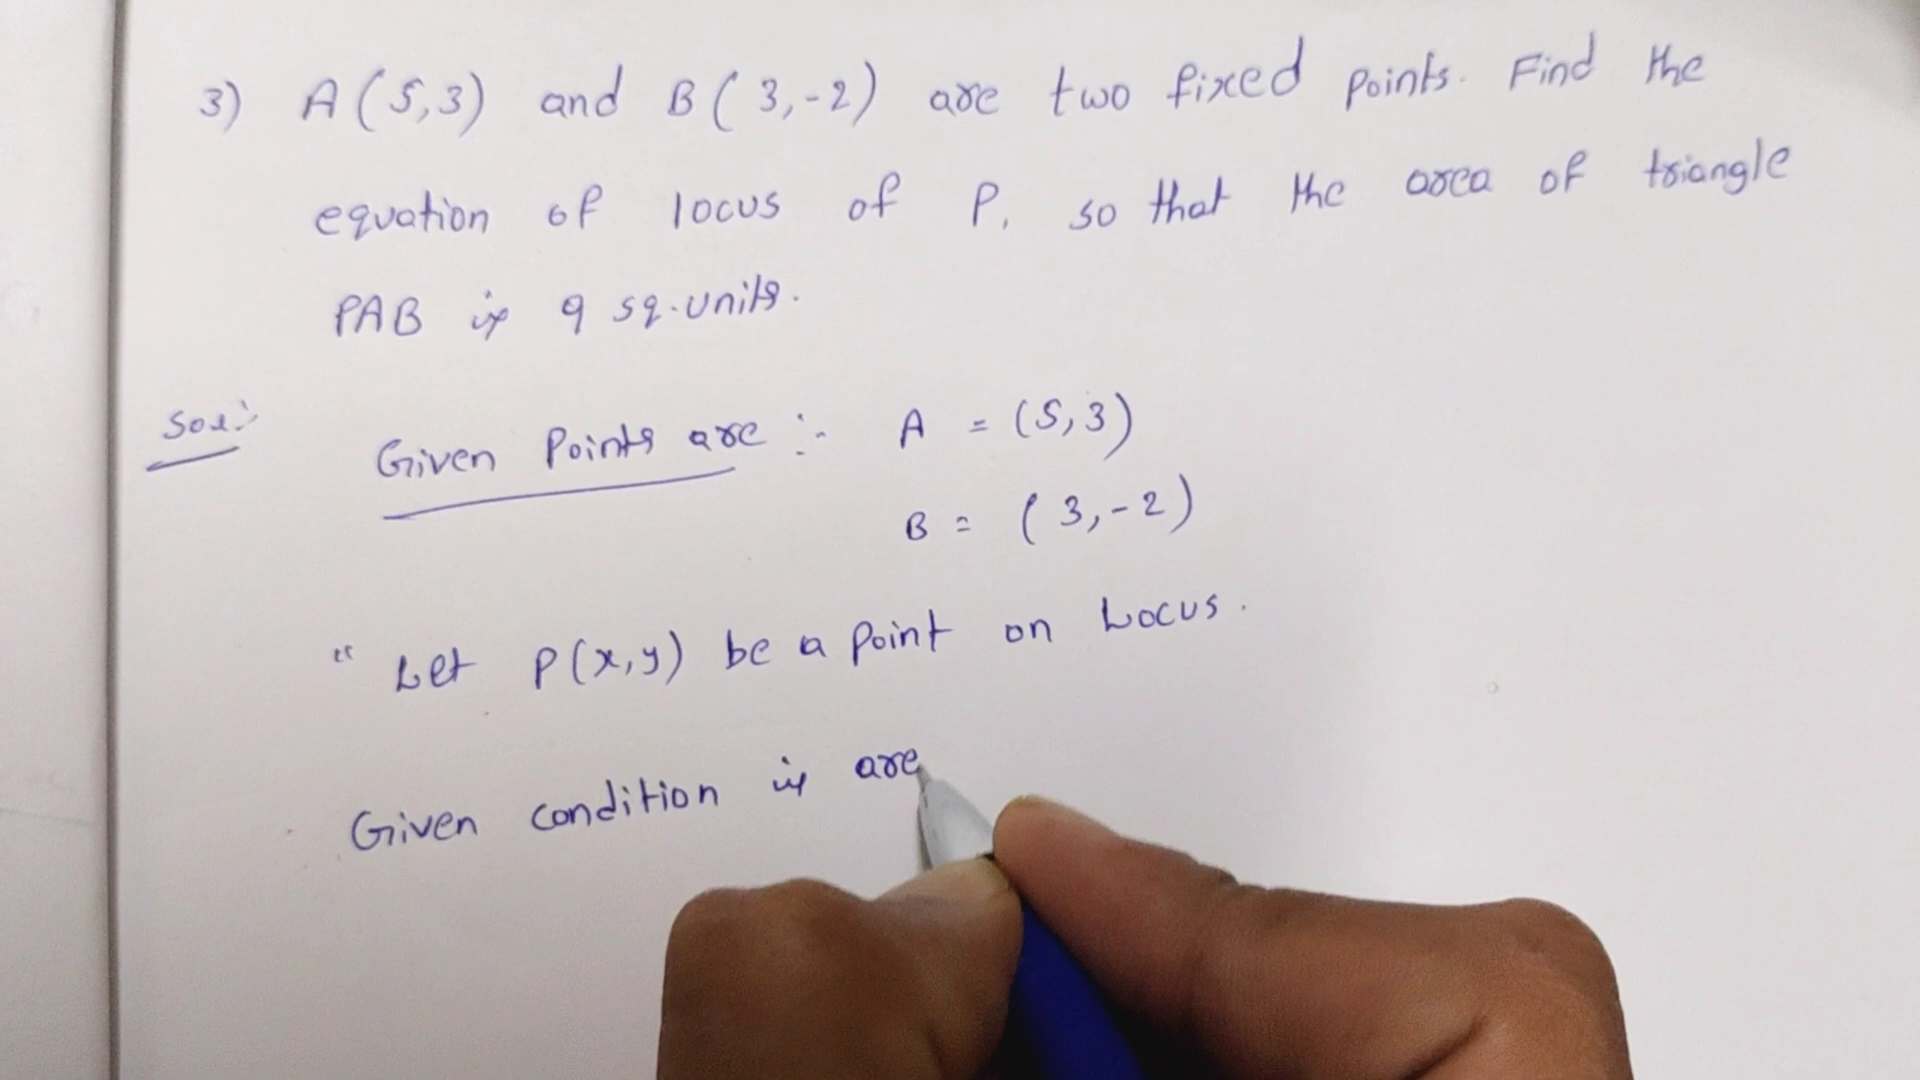 3) A(5,3) and B(3,-2) are two fixed points. Find the
equation of locus of P, so that the area of triangle
PAB is 9 sq.units.
Sol:-
Given Points are :- A = (5,3)
B = (3,-2)
" Let P(x,y) be a point on Locus.
Given condition is are